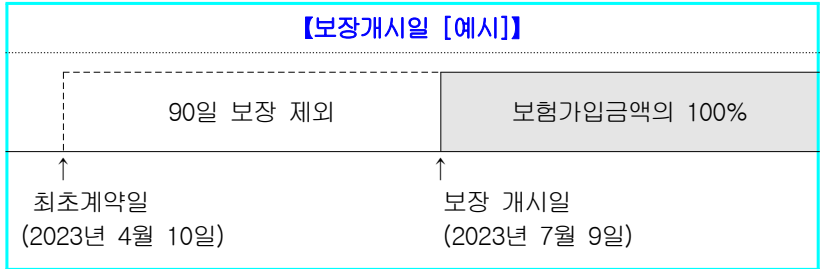 【보장개시일 [예시]】
90일 보장 제외
보험가입금액의 100%
↑ ↑
최초계약일
(2023년 4월 10일)
보장 개시일
(2023년 7월 9일)